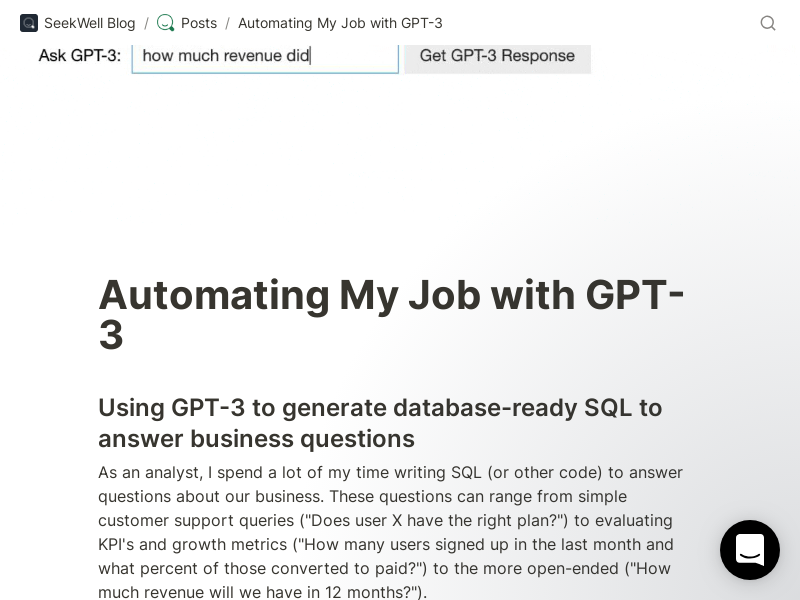 SeekWell Blog / Posts / Automating My Job with GPT-3
Ask GPT-3: how much revenue did Get GPT-3 Response
Automating My Job with GPT-
3
Using GPT-3 to generate database-ready SQL to
answer business questions
As an analyst, I spend a lot of my time writing SQL (or other code) to answer
questions about our business. These questions can range from simple
customer support queries ("Does user X have the right plan?") to evaluating
KPI's and growth metrics ("How many users signed up in the last month and
what percent of those converted to paid?") to the more open-ended ("How
much revenue will we have in 12 months?").